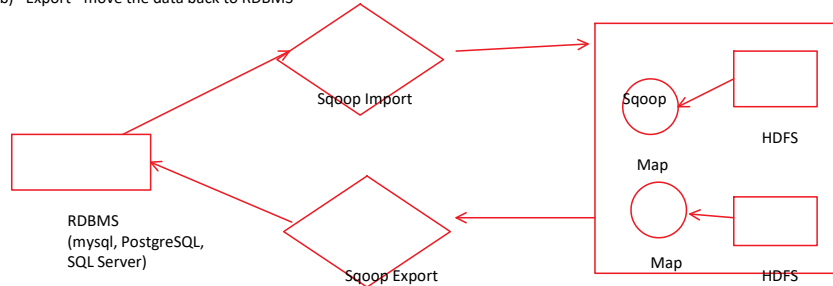 b) Export - move the data back to RDBMS
Sqoop Import
Sqoop
HDFS
Map
RDBMS
(mysql, PostgreSQL,
SQL Server)
Sqoop Export
Map
HDFS